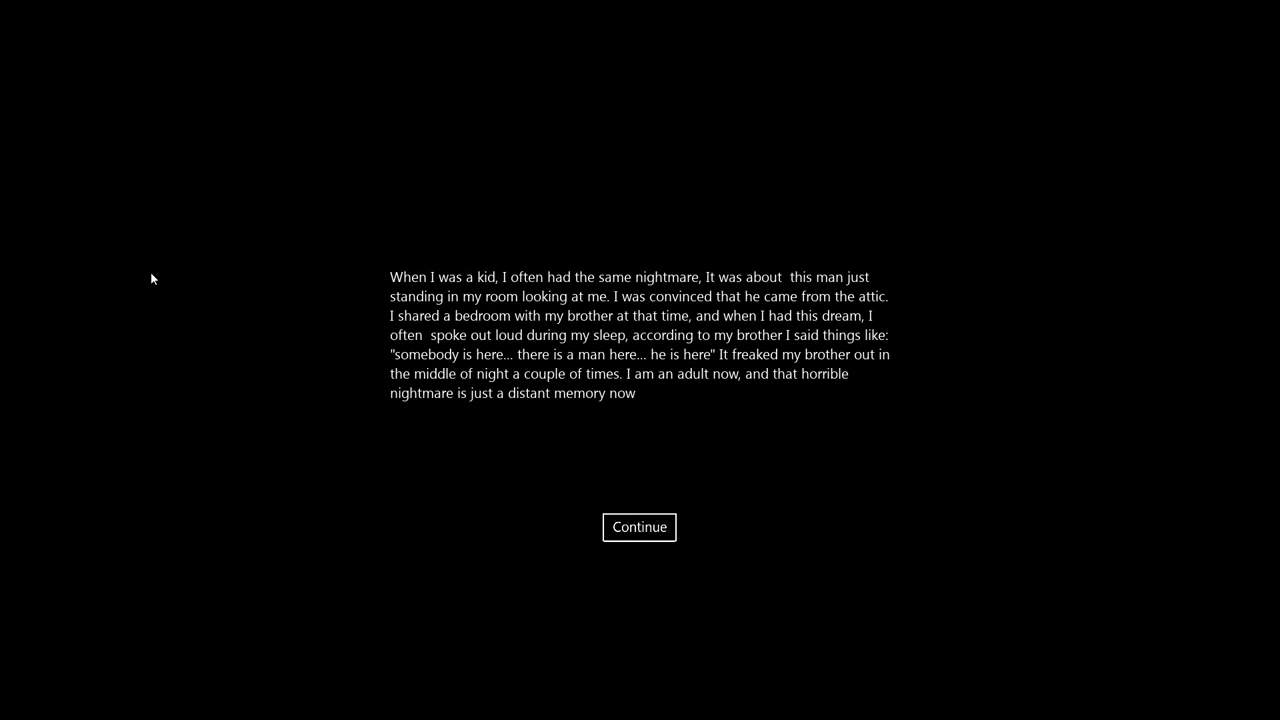 When I was a kid, I often had the same nightmare, It was about  this man just
standing in my room looking at me. I was convinced that he came from the attic.
I shared a bedroom with my brother at that time, and when I had this dream, I
often  spoke out loud during my sleep, according to my brother I said things like:
"somebody is here... there is a man here... he is here" It freaked my brother out in
the middle of night a couple of times. I am an adult now, and that horrible
nightmare is just a distant memory now
Continue